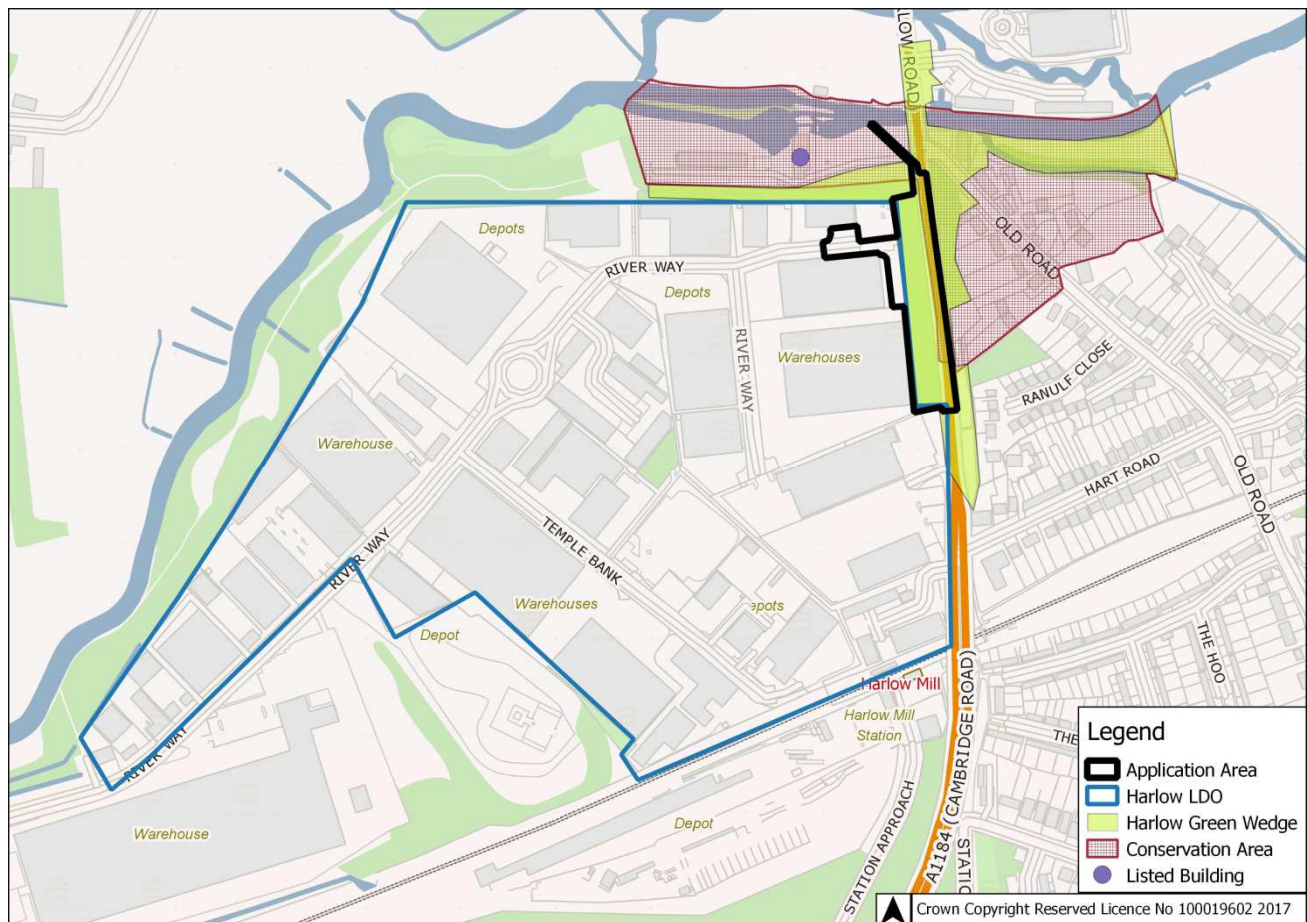 LOW ROAD
Depots
RIVER WAY
Depots
RIVER WAY
OLD ROAD
Warehouses
RANULF CLOSE
Warehouse
HART ROAD
OLD ROAD
TEMPLE BANK
RIVER WAY
Warehouses
epots
Depot
THE HOO
Harlow Mill
Harlow Mill
Station
RIVER WAY
Warehouse
Depot
STATION APPROACH
A1184 (CAMBRIDGE ROAD)
STATIO
THE
Legend
Application Area
Harlow LDO
Harlow Green Wedge
Conservation Area
Listed Building
Crown Copyright Reserved Licence No 100019602 2017